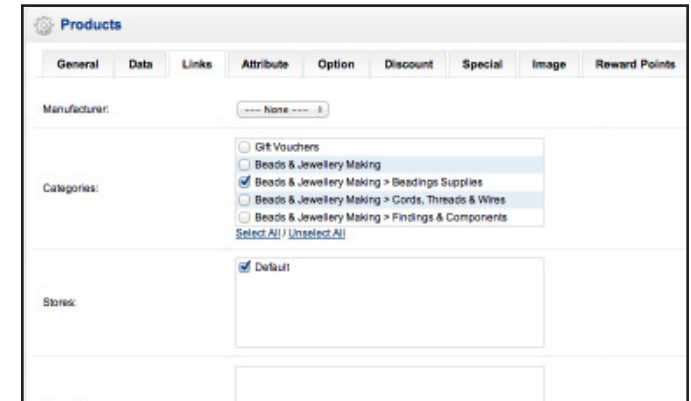 Products
General Data Links Attribute Option Discount Special Image Reward Points
Manufacturer: --- None ---
Gift Vouchers
Beads & Jewellery Making
Categories: Beads & Jewellery Making > Beadings Supplies
Beads & Jewellery Making > Cords, Threads & Wires
Beads & Jewellery Making > Findings & Components
Select All / Unselect All
Default
Stores: